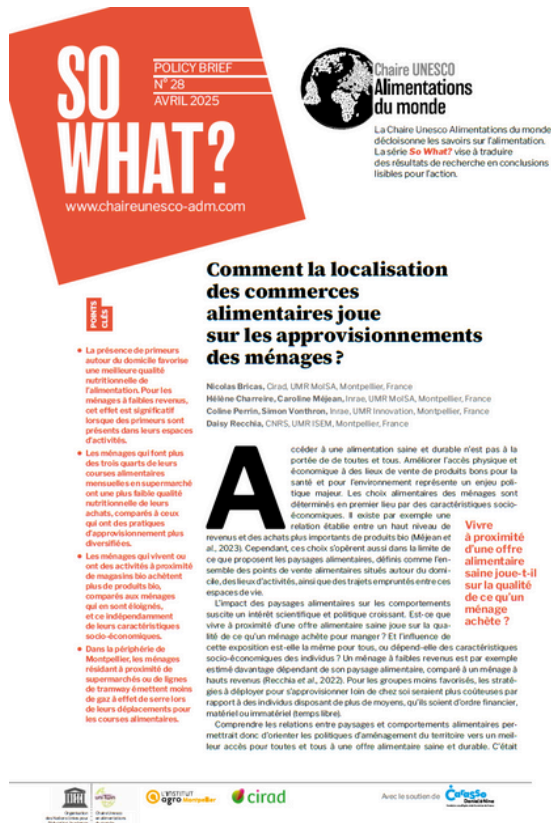 SO
WHAT?
POLICY BRIEF
N° 28
AVRIL 2025
www.chaireunesco-adm.com
Chaire UNESCO
Alimentations
du monde
La Chaire Unesco Alimentations du monde
décloisonne les savoirs sur l'alimentation.
La série So What? vise à traduire
des résultats de recherche en conclusions
lisibles pour l'action.
Comment la localisation
des commerces
alimentaires joue
sur les approvisionnements
des ménages ?
Nicolas Bricas, Cirad, UMR MoISA, Montpellier, France
Hélène Charreire, Caroline Méjean, Inrae, UMR MoISA, Montpellier, France
Coline Perrin, Simon Vonthron, Inrae, UMR Innovation, Montpellier, France
Daisy Recchia, CNRS, UMR ISEM, Montpellier, France
POINTS
CLÉS
• La présence de primeurs
autour du domicile favorise
une meilleure qualité
nutritionnelle de
l'alimentation. Pour les
ménages à faibles revenus,
cet effet est significatif
lorsque des primeurs sont
présents dans leurs espaces
d'activités.
• Les ménages qui font plus
des trois quarts de leurs
courses alimentaires
mensuelles en supermarché
ont une plus faible qualité
nutritionnelle de leurs
achats, comparés à ceux
qui ont des pratiques
d'approvisionnement plus
diversifiées.
• Les ménages qui vivent ou
ont des activités à proximité
de magasins bio achètent
plus de produits bio,
comparés aux ménages
qui en sont éloignés,
et ce indépendamment
de leurs caractéristiques
socio-économiques.
• Dans la périphérie de
Montpellier, les ménages
résidant à proximité de
supermarchés ou de lignes
de tramway émettent moins
de gaz à effet de serre lors
de leurs déplacements pour
les courses alimentaires.
Accéder à une alimentation saine et durable n'est pas à la
portée de de toutes et tous. Améliorer l'accès physique et
économique à des lieux de vente de produits bons pour la
santé et pour l'environnement représente un enjeu poli-
tique majeur. Les choix alimentaires des ménages sont
déterminés en premier lieu par des caractéristiques socio-
économiques. Il existe par exemple une
relation établie entre un haut niveau de
revenus et des achats plus importants de produits bio (Méjean et
al., 2023). Cependant, ces choix s'opèrent aussi dans la limite de
ce que proposent les paysages alimentaires, définis comme l'en-
semble des points de vente alimentaires situés autour du domi-
cile, des lieux d'activités, ainsi que des trajets empruntés entre ces
espaces de vie.
L'impact des paysages alimentaires sur les comportements
suscite un intérêt scientifique et politique croissant. Est-ce que
vivre à proximité d'une offre alimentaire saine joue sur la qua-
lité de ce qu'un ménage achète pour manger ? Et l'influence de
cette exposition est-elle la même pour tous, ou dépend-elle des caractéristiques
socio-économiques des individus ? Un ménage à faibles revenus est par exemple
estimé davantage dépendant de son paysage alimentaire, comparé à un ménage à
hauts revenus (Recchia et al., 2022). Pour les groupes moins favorisés, les straté-
gies à déployer pour s'approvisionner loin de chez soi seraient plus coûteuses par
rapport à des individus disposant de plus de moyens, qu'ils soient d'ordre financier,
matériel ou immatériel (temps libre).
Comprendre les relations entre paysages et comportements alimentaires per-
mettrait donc d'orienter les politiques d'aménagement du territoire vers un meil-
leur accès pour toutes et tous à une offre alimentaire saine et durable. C'était
Vivre
à proximité
d'une offre
alimentaire
saine joue-t-il
sur la qualité
de ce qu'un
ménage
achète ?
L'INSTITUT
agro Montpellier
cirad
Avec le soutien de